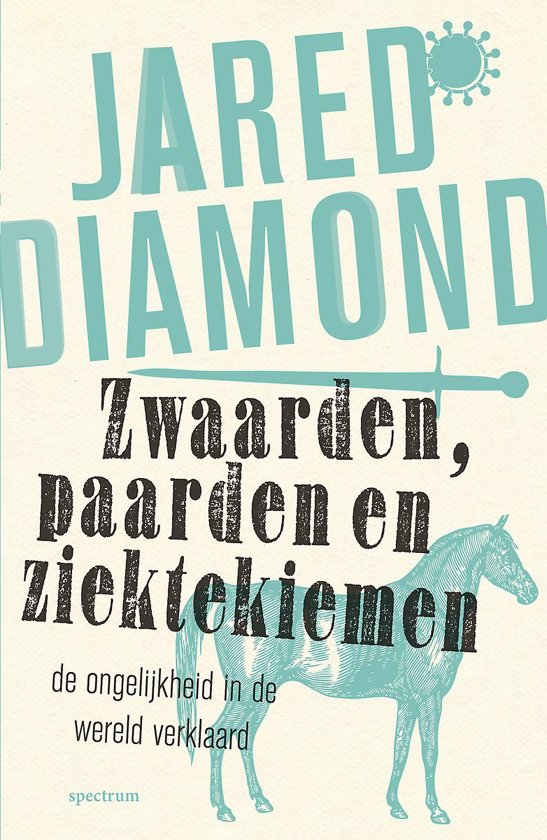 JARED
DIAMOND
Zwaarden,
paarden en
ziektekiemen
de ongelijkheid in de
wereld verklaard
spectrum